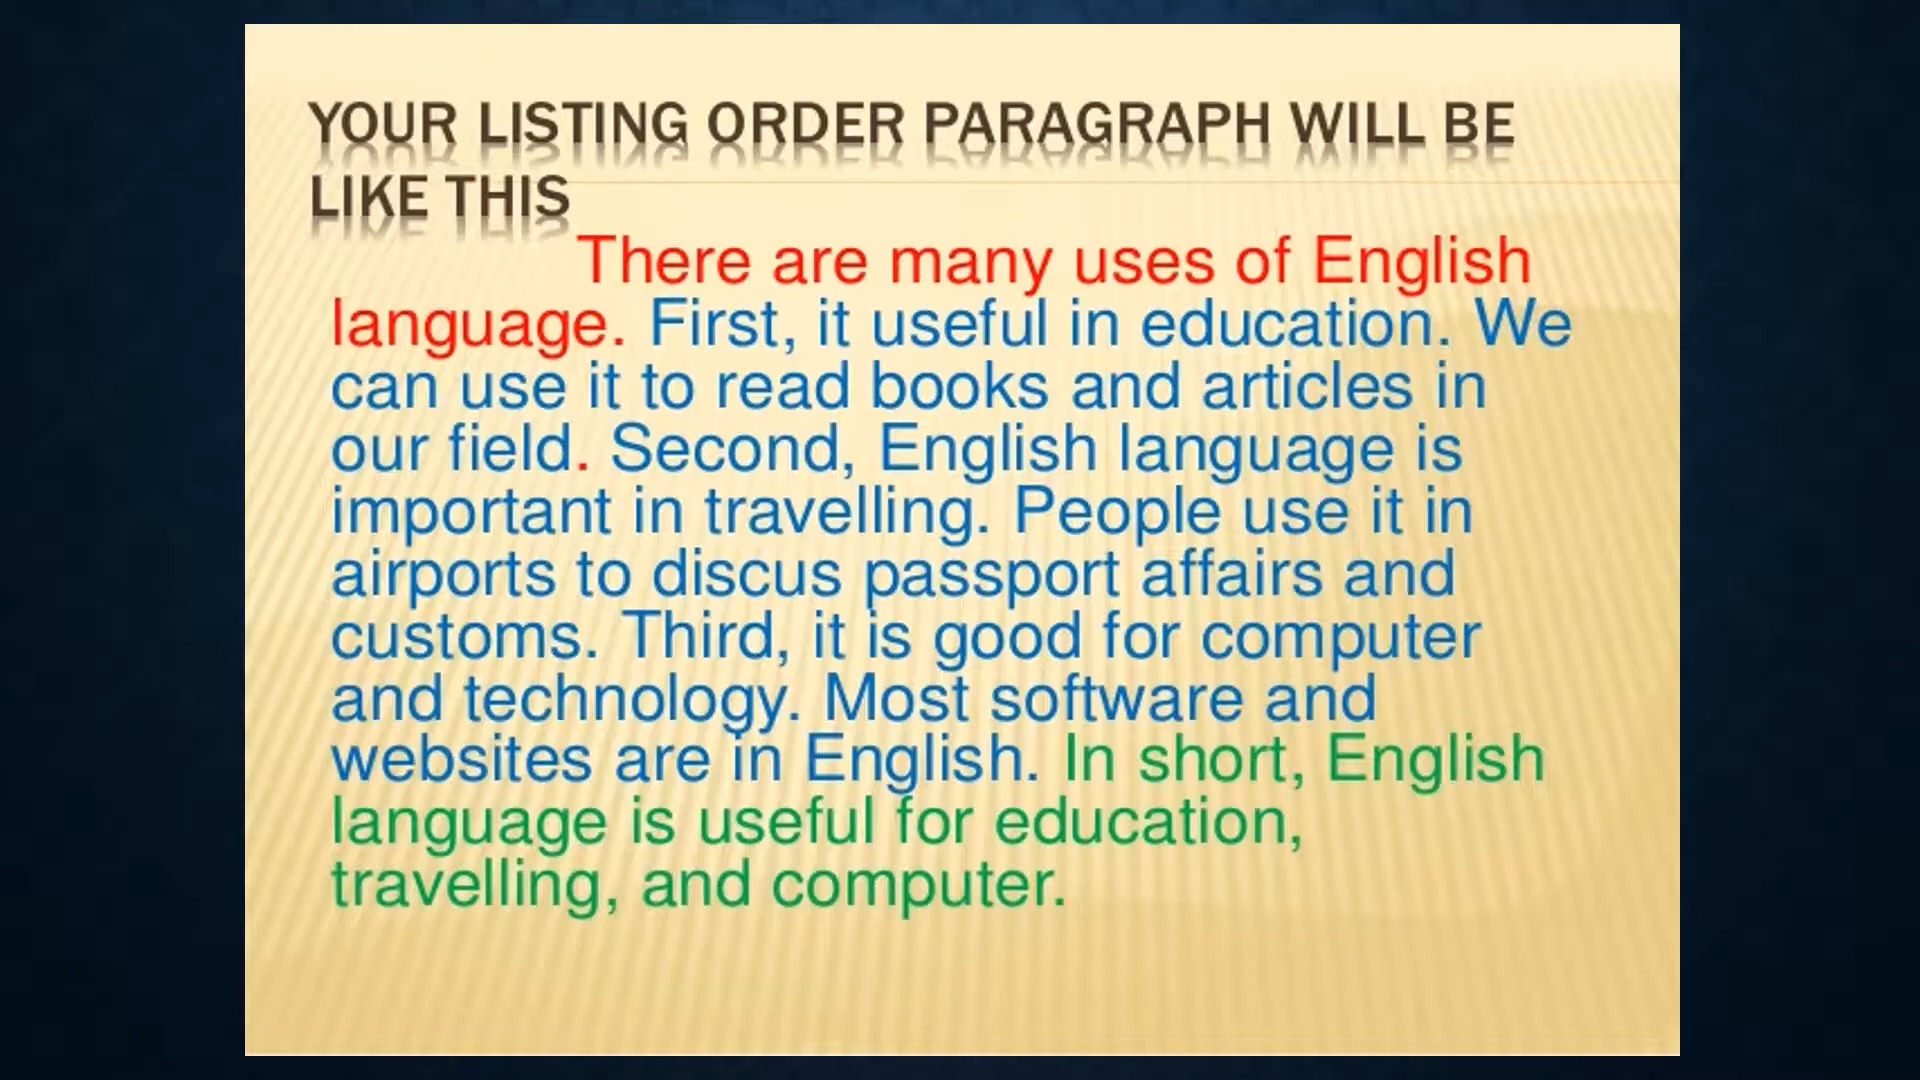 YOUR LISTING ORDER PARAGRAPH WILL BE
LIKE THIS
There are many uses of English
language. First, it useful in education. We
can use it to read books and articles in
our field. Second, English language is
important in travelling. People use it in
airports to discus passport affairs and
customs. Third, it is good for computer
and technology. Most software and
websites are in English. In short, English
language is useful for education,
travelling, and computer.